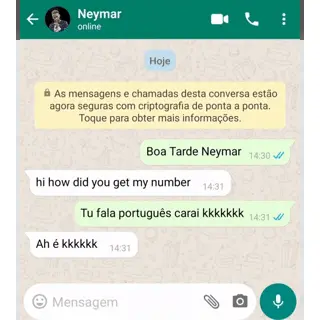 Neymar
online
Hoje
As mensagens e chamadas desta conversa estão
agora seguras com criptografia de ponta a ponta.
Toque para obter mais informações.
Boa Tarde Neymar 14:30
hi how did you get my number 14:31
Tu fala português carai kkkkkkk 14:31
Ah é kkkkkk 14:31
Mensagem